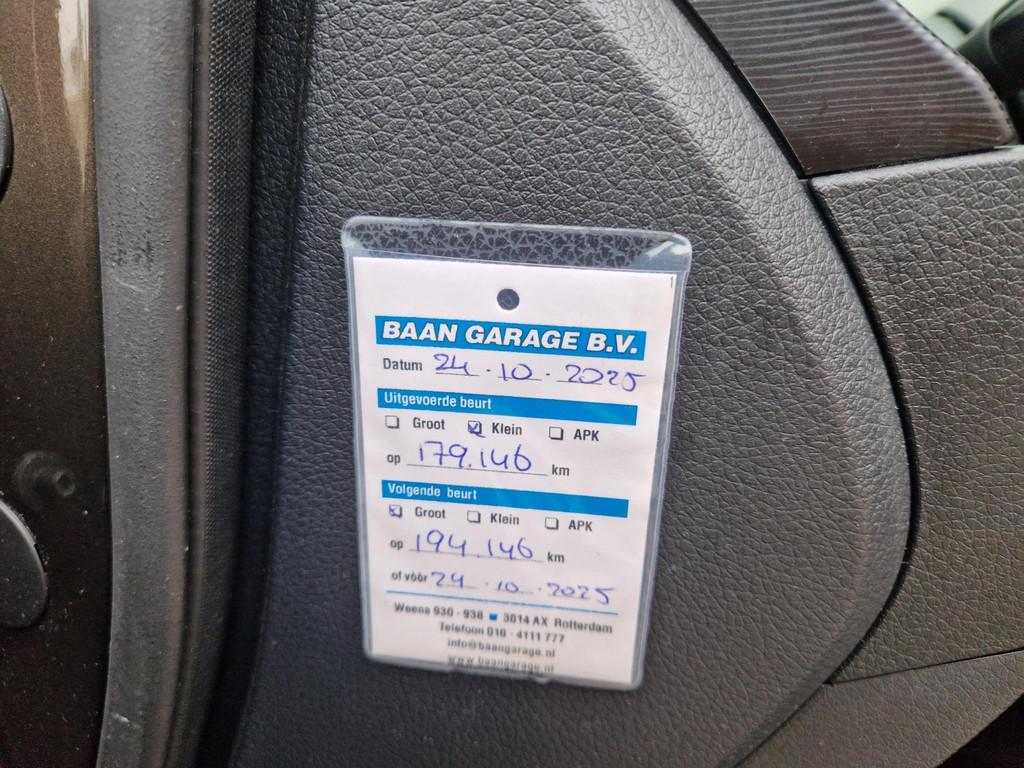 BAAN GARAGE B.V.
Datum 24 . 10 . 2025
Uitgevoerde beurt
Groot Klein APK
op 179.146 km
Volgende beurt
Groot Klein APK
op 194.146 km
of vóór 24 . 10 . 2025
Weena 930 - 938 ■ 3014 AX Rotterdam
Telefoon 010 - 4111 777
info@baangarage.nl
www.baangarage.nl